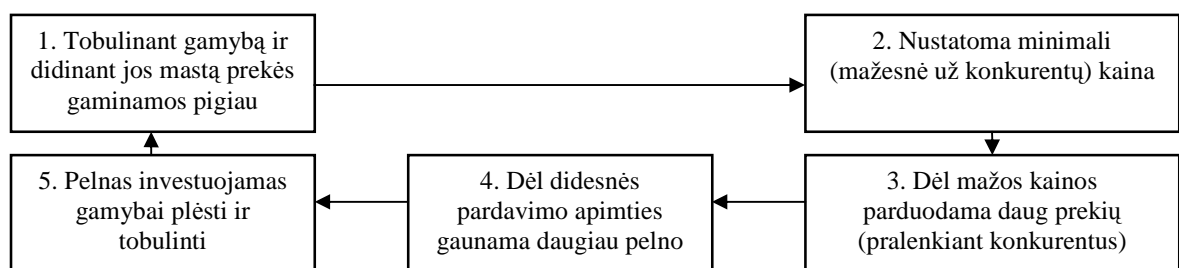 1. Tobulinant gamybą ir
didinant jos mastą prekės
gaminamos pigiau
2. Nustatoma minimali
(mažesnė už konkurentų) kaina
3. Dėl mažos kainos
parduodama daug prekių
(pralenkiant konkurentus)
4. Dėl didesnės
pardavimo apimties
gaunama daugiau pelno
5. Pelnas investuojamas
gamybai plėsti ir
tobulinti